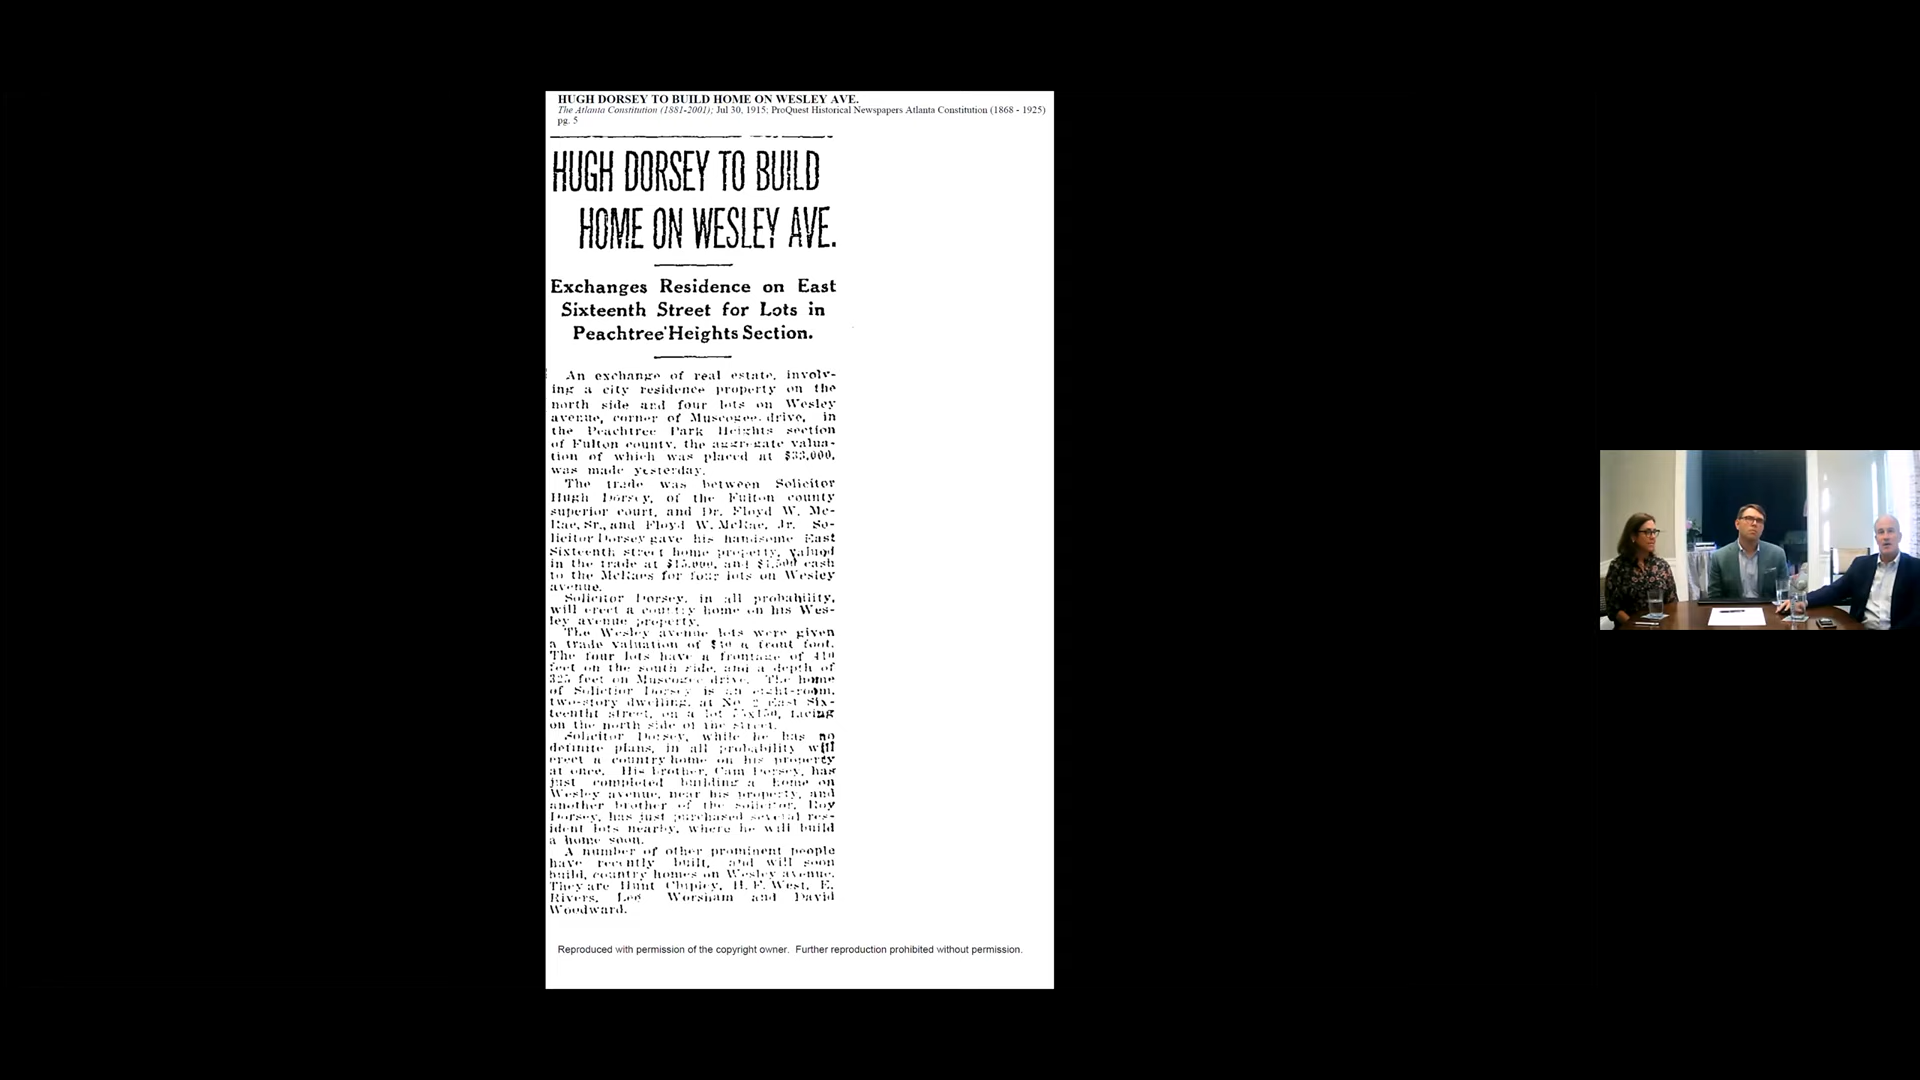 HUGH DORSEY TO BUILD HOME ON WESLEY AVE.
The Atlanta Constitution (1881-2001); Jul 30, 1915; ProQuest Historical Newspapers Atlanta Constitution (1868 - 1925)
pg. 5
HUGH DORSEY TO BUILD
HOME ON WESLEY AVE.
Exchanges Residence on East
Sixteenth Street for Lots in
Peachtree Heights Section.
An exchange of real estate, involv-
ing a city residence property on the
north side and four lots on Wesley
avenue, corner of Muscogee drive, in
the Peachtree Park Heights section
of Fulton county, the aggregate valua-
tion of which was placed at $33,000,
was made yesterday.
The trade was between Solicitor
Hugh Dorsey, of the Fulton county
superior court, and Dr. Floyd W. Mc-
Rae, Sr., and Floyd W. McRae, Jr. So-
licitor Dorsey gave his handsome East
Sixteenth street home property, valued
in the trade at $15,000, and cash
to the McRaes for four lots on Wesley
avenue.
Solicitor Dorsey, in all probability,
will erect a country home on his Wes-
ley avenue property.
The Wesley avenue lots were given
a trade valuation of a front foot.
The four lots have a frontage of 410
feet on the south side, and a depth of
325 feet on Muscogee drive. The home
of Solictior Dorsey is an eight-room,
two-story dwelling, at No. 2 East Six-
teentht street, on a lot 75x150, facing
on the north side of the street.
Solicitor Dorsey, while he has no
definite plans, in all probability will
erect a country home on his property
at once. His brother, Cam Dorsey, has
just completed building a home on
Wesley avenue, near his property, and
another brother of the solicitor, Roy
Dorsey, has just purchased several res-
ident lots nearby, where he will build
a home soon.
A number of other prominent people
have recently built, and will soon
build, country homes on Wesley avenue.
They are Hunt Chipley, H. F. West, E.
Rivers, Worsham and David
Woodward.
Reproduced with permission of the copyright owner. Further reproduction prohibited without permission.